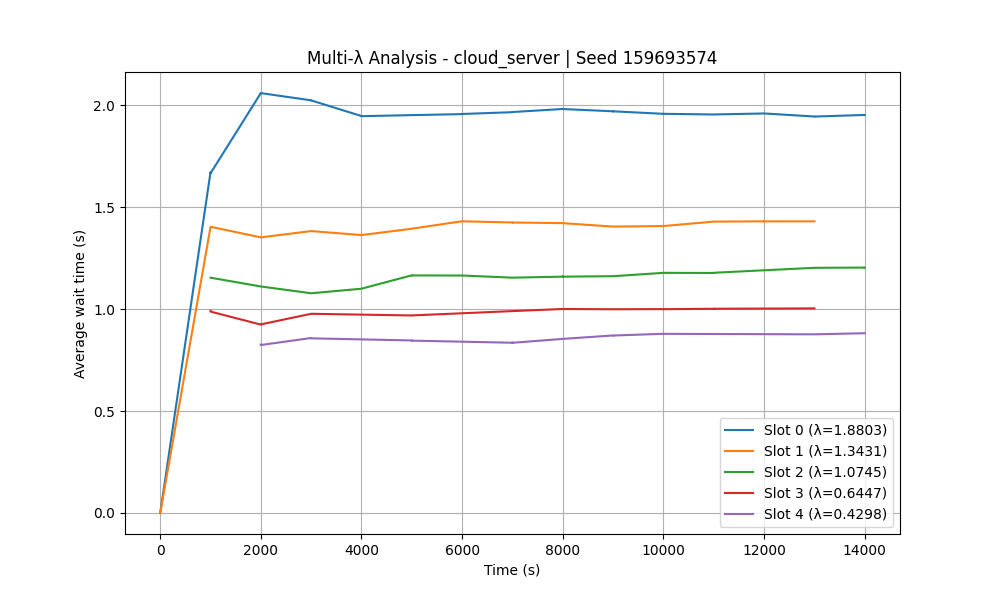 Multi-λ Analysis - cloud_server | Seed 159693574
Average wait time (s)
2.0
1.5
1.0
0.5
0.0
0 2000 4000 6000 8000 10000 12000 14000
Time (s)
Slot 0 (λ=1.8803)
Slot 1 (λ=1.3431)
Slot 2 (λ=1.0745)
Slot 3 (λ=0.6447)
Slot 4 (λ=0.4298)